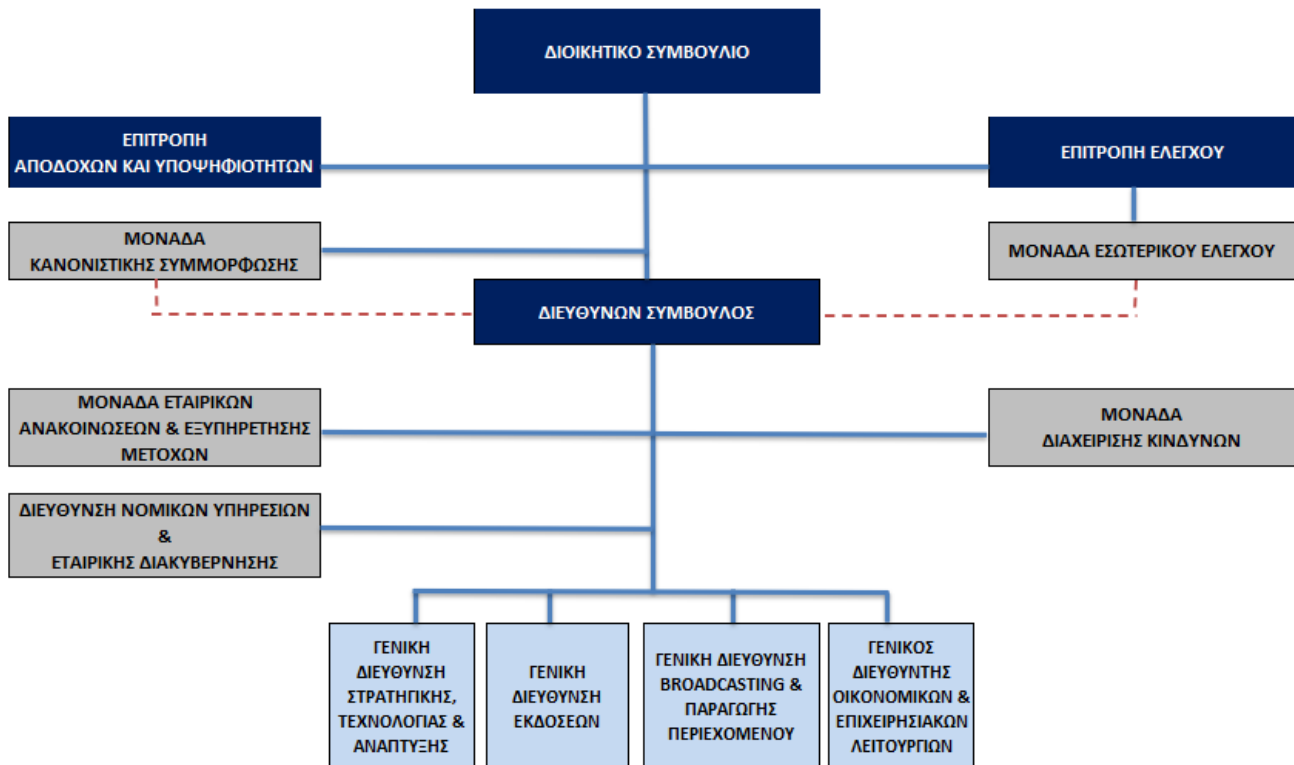 ΔΙΟΙΚΗΤΙΚΟ ΣΥΜΒΟΥΛΙΟ
ΕΠΙΤΡΟΠΗ
ΑΠΟΔΟΧΩΝ ΚΑΙ ΥΠΟΨΗΦΙΟΤΗΤΩΝ
ΕΠΙΤΡΟΠΗ ΕΛΕΓΧΟΥ
ΜΟΝΑΔΑ
ΚΑΝΟΝΙΣΤΙΚΗΣ ΣΥΜΜΟΡΦΩΣΗΣ
ΜΟΝΑΔΑ ΕΣΩΤΕΡΙΚΟΥ ΕΛΕΓΧΟΥ
ΔΙΕΥΘΥΝΩΝ ΣΥΜΒΟΥΛΟΣ
ΜΟΝΑΔΑ ΕΤΑΙΡΙΚΩΝ
ΑΝΑΚΟΙΝΩΣΕΩΝ & ΕΞΥΠΗΡΕΤΗΣΗΣ
ΜΕΤΟΧΩΝ
ΜΟΝΑΔΑ
ΔΙΑΧΕΙΡΙΣΗΣ ΚΙΝΔΥΝΩΝ
ΔΙΕΥΘΥΝΣΗ ΝΟΜΙΚΩΝ ΥΠΗΡΕΣΙΩΝ
&
ΕΤΑΙΡΙΚΗΣ ΔΙΑΚΥΒΕΡΝΗΣΗΣ
ΓΕΝΙΚΗ
ΔΙΕΥΘΥΝΣΗ
ΣΤΡΑΤΗΓΙΚΗΣ,
ΤΕΧΝΟΛΟΓΙΑΣ &
ΑΝΑΠΤΥΞΗΣ
ΓΕΝΙΚΗ
ΔΙΕΥΘΥΝΣΗ
ΕΚΔΟΣΕΩΝ
ΓΕΝΙΚΗ ΔΙΕΥΘΥΝΣΗ
BROADCASTING &
ΠΑΡΑΓΩΓΗΣ
ΠΕΡΙΕΧΟΜΕΝΟΥ
ΓΕΝΙΚΟΣ
ΔΙΕΥΘΥΝΤΗΣ
ΟΙΚΟΝΟΜΙΚΩΝ &
ΕΠΙΧΕΙΡΗΣΙΑΚΩΝ
ΛΕΙΤΟΥΡΓΙΩΝ